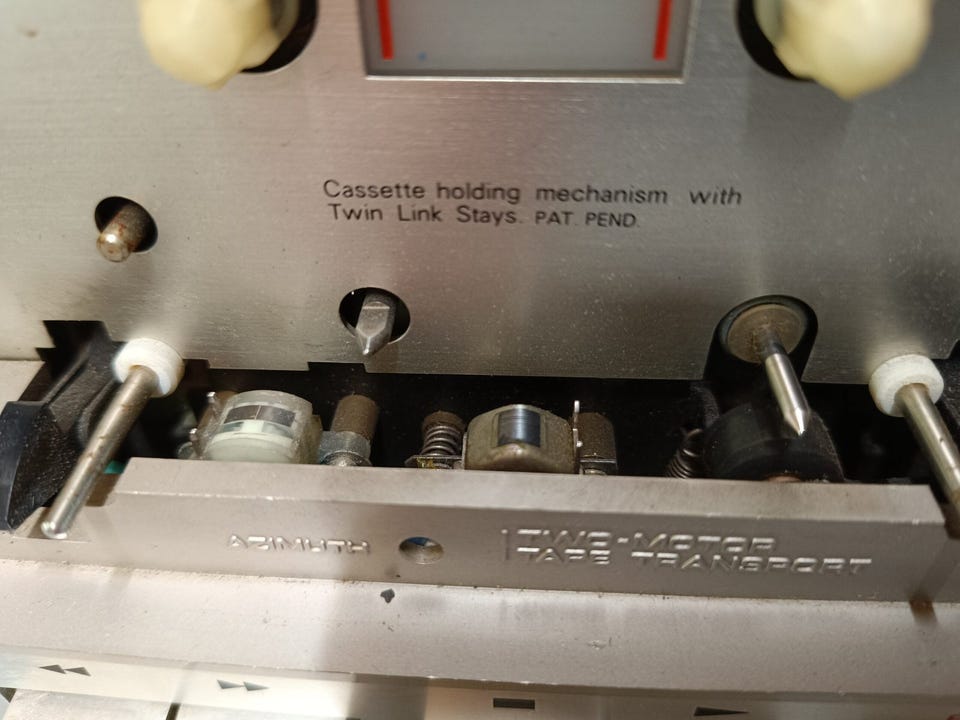 Cassette holding mechanism with
Twin Link Stays. PAT. PEND.
AZIMUTH
TWO-MOTOR
TAPE TRANSPORT